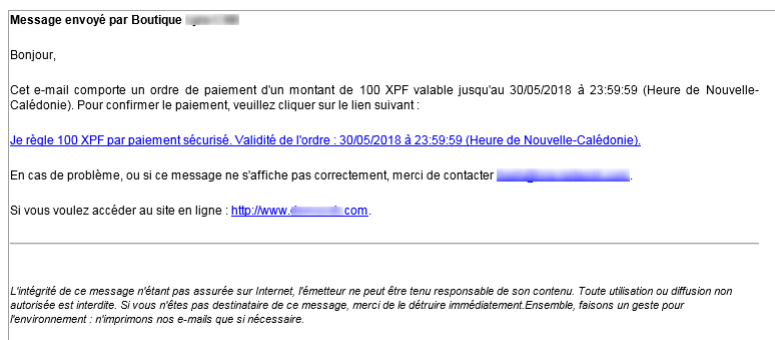 Message envoyé par Boutique
Bonjour,
Cet e-mail comporte un ordre de paiement d'un montant de 100 XPF valable jusqu'au 30/05/2018 à 23:59:59 (Heure de Nouvelle-
Calédonie). Pour confirmer le paiement, veuillez cliquer sur le lien suivant :
Je règle 100 XPF par paiement sécurisé. Validité de l'ordre : 30/05/2018 à 23:59:59 (Heure de Nouvelle-Calédonie).
En cas de problème, ou si ce message ne s'affiche pas correctement, merci de contacter .
Si vous voulez accéder au site en ligne : http://www. .com.
L'intégrité de ce message n'étant pas assurée sur Internet, l'émetteur ne peut être tenu responsable de son contenu. Toute utilisation ou diffusion non
autorisée est interdite. Si vous n'êtes pas destinataire de ce message, merci de le détruire immédiatement.Ensemble, faisons un geste pour
l'environnement : n'imprimons nos e-mails que si nécessaire.